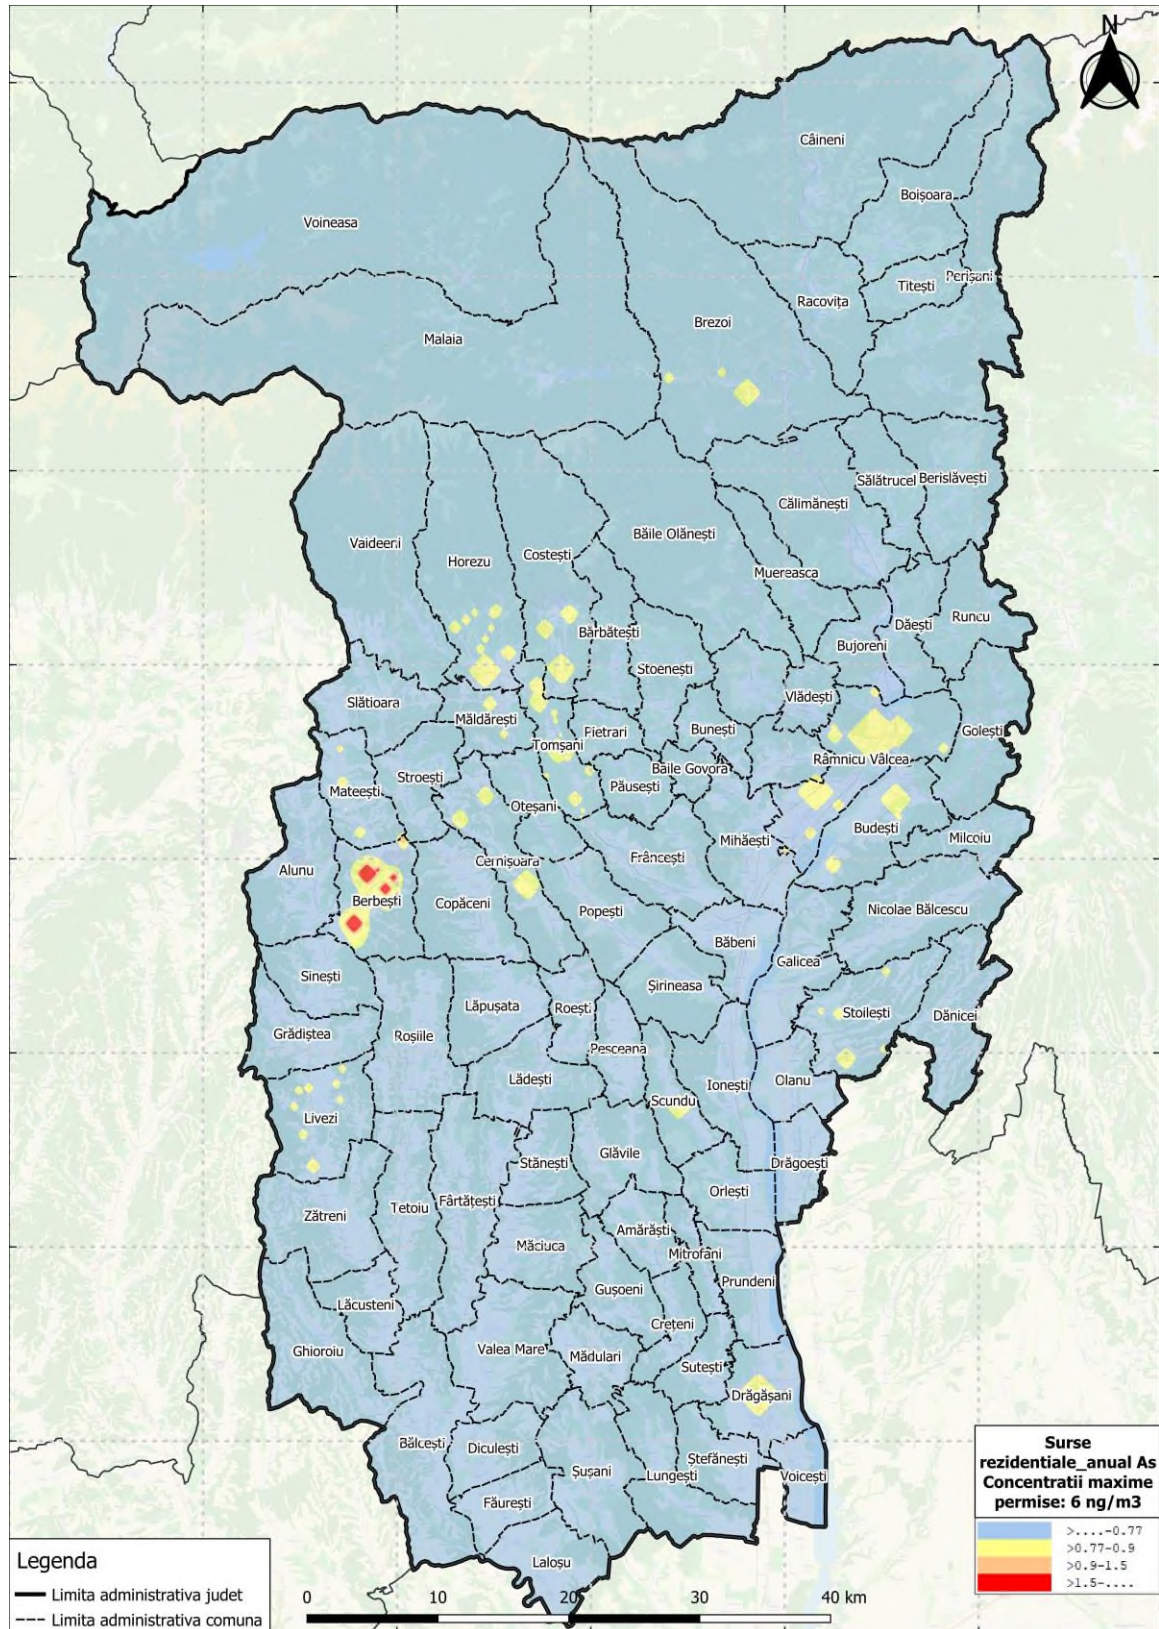 N
Câineni
Boișoara
Voineasa
Perișani
Titești
Racovița
Brezoi
Malaia
Sălătrucel
Berislăvești
Călimănești
Băile Olănești
Vaideeni
Costești
Horezu
Muereasca
Runcu
Dăești
Bărbătești
Bujoreni
Stoenești
Vlădești
Slătioara
Măldărești
Pietrari
Bunești
Golești
Tomșani
Râmnicu Vâlcea
Băile Govora
Stroești
Păusești
Mateești
Oteșani
Budești
Mihăești
Milcoiu
Frâncești
Cernișoara
Alunu
Berbești
Copăceni
Popești
Nicolae Bălcescu
Băbeni
Galicea
Sinești
Șirineasa
Lăpușata
Roești
Stoilești
Dănicei
Grădiștea
Roșiile
Pesceana
Lădești
Olanu
Ionești
Scundu
Livezi
Glăvile
Stănești
Drăgoești
Orlești
Fârtățești
Tetoiu
Zătreni
Amărăști
Măciuca
Mitrofani
Prundeni
Gușoeni
Lăcusteni
Crețeni
Ghioroiu
Valea Mare
Mădulari
Sutești
Drăgășani
Bălcești
Diculești
Ștefănești
Șușani
Lungești
Voicești
Făurești
Laloșu
Surse
rezidentiale_anual As
Concentratii maxime
permise: 6 ng/m3
>....-0.77
>0.77-0.9
>0.9-1.5
>1.5-....
Legenda
Limita administrativa judet
Limita administrativa comuna
0 10 20 30 40 km